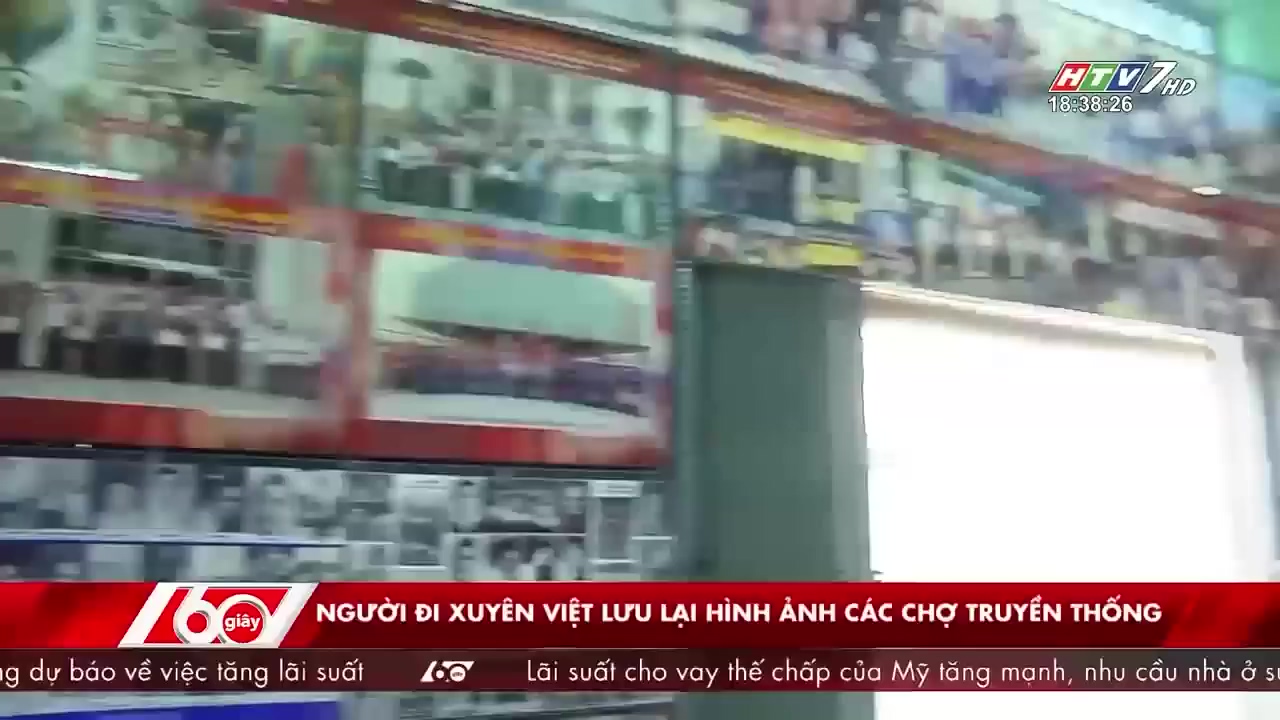 HTV7 HD
18:38:26
60 giây
NGƯỜI ĐI XUYÊN VIỆT LƯU LẠI HÌNH ẢNH CÁC CHỢ TRUYỀN THỐNG
dự báo về việc tăng lãi suất 60 giây Lãi suất cho vay thế chấp của Mỹ tăng mạnh, nhu cầu nhà ở